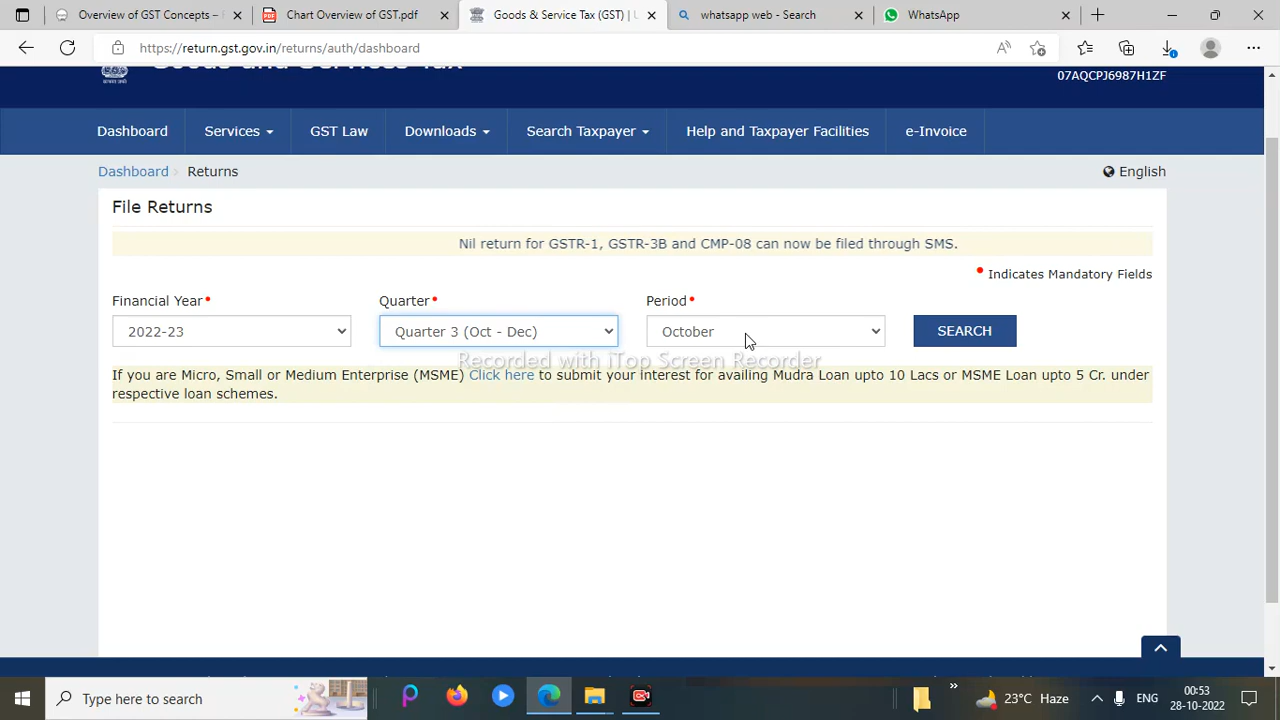 Overview of GST Concepts –
Chart Overview of GST.pdf
Goods & Service Tax (GST) | U
whatsapp web - Search
WhatsApp
https://return.gst.gov.in/returns/auth/dashboard
Goods and Services Tax
07AQCPJ6987H1ZF
Dashboard
Services
GST Law
Downloads
Search Taxpayer
Help and Taxpayer Facilities
e-Invoice
Dashboard > Returns
English
File Returns
Nil return for GSTR-1, GSTR-3B and CMP-08 can now be filed through SMS.
• Indicates Mandatory Fields
Financial Year•
Quarter•
Period•
2022-23
Quarter 3 (Oct - Dec)
October
SEARCH
Recorded with iTop Screen Recorder
If you are Micro, Small or Medium Enterprise (MSME) Click here to submit your interest for availing Mudra Loan upto 10 Lacs or MSME Loan upto 5 Cr. under
respective loan schemes.
Type here to search
23°C Haze
ENG
00:53
28-10-2022